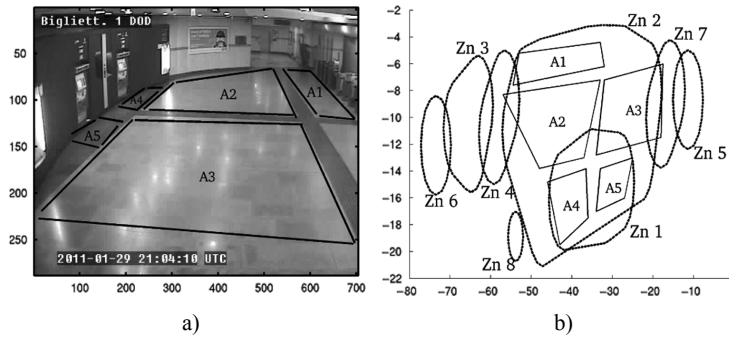 Bigliett. 1 DOD
50
100
150
200
250
A4
A2
A1
A5
A3
2011-01-29 21:04:10 UTC
100 200 300 400 500 600 700
a)
−2
−4
−6
−8
−10
−12
−14
−16
−18
−20
−22
Zn 3
Zn 2
Zn 7
A1
A2
A3
Zn 6
Zn 4
Zn 5
A4
A5
Zn 1
Zn 8
−80 −70 −60 −50 −40 −30 −20 −10
b)